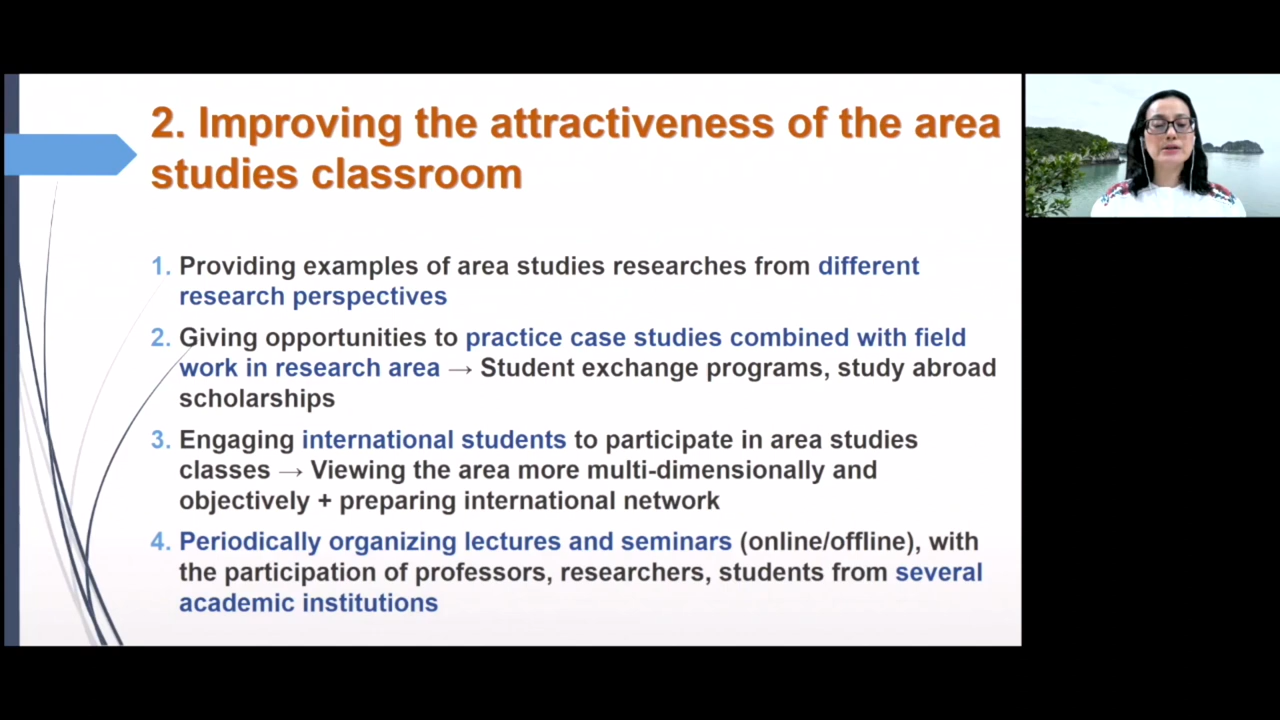 2. Improving the attractiveness of the area
studies classroom
1. Providing examples of area studies researches from different
research perspectives
2. Giving opportunities to practice case studies combined with field
work in research area → Student exchange programs, study abroad
scholarships
3. Engaging international students to participate in area studies
classes → Viewing the area more multi-dimensionally and
objectively + preparing international network
4. Periodically organizing lectures and seminars (online/offline), with
the participation of professors, researchers, students from several
academic institutions